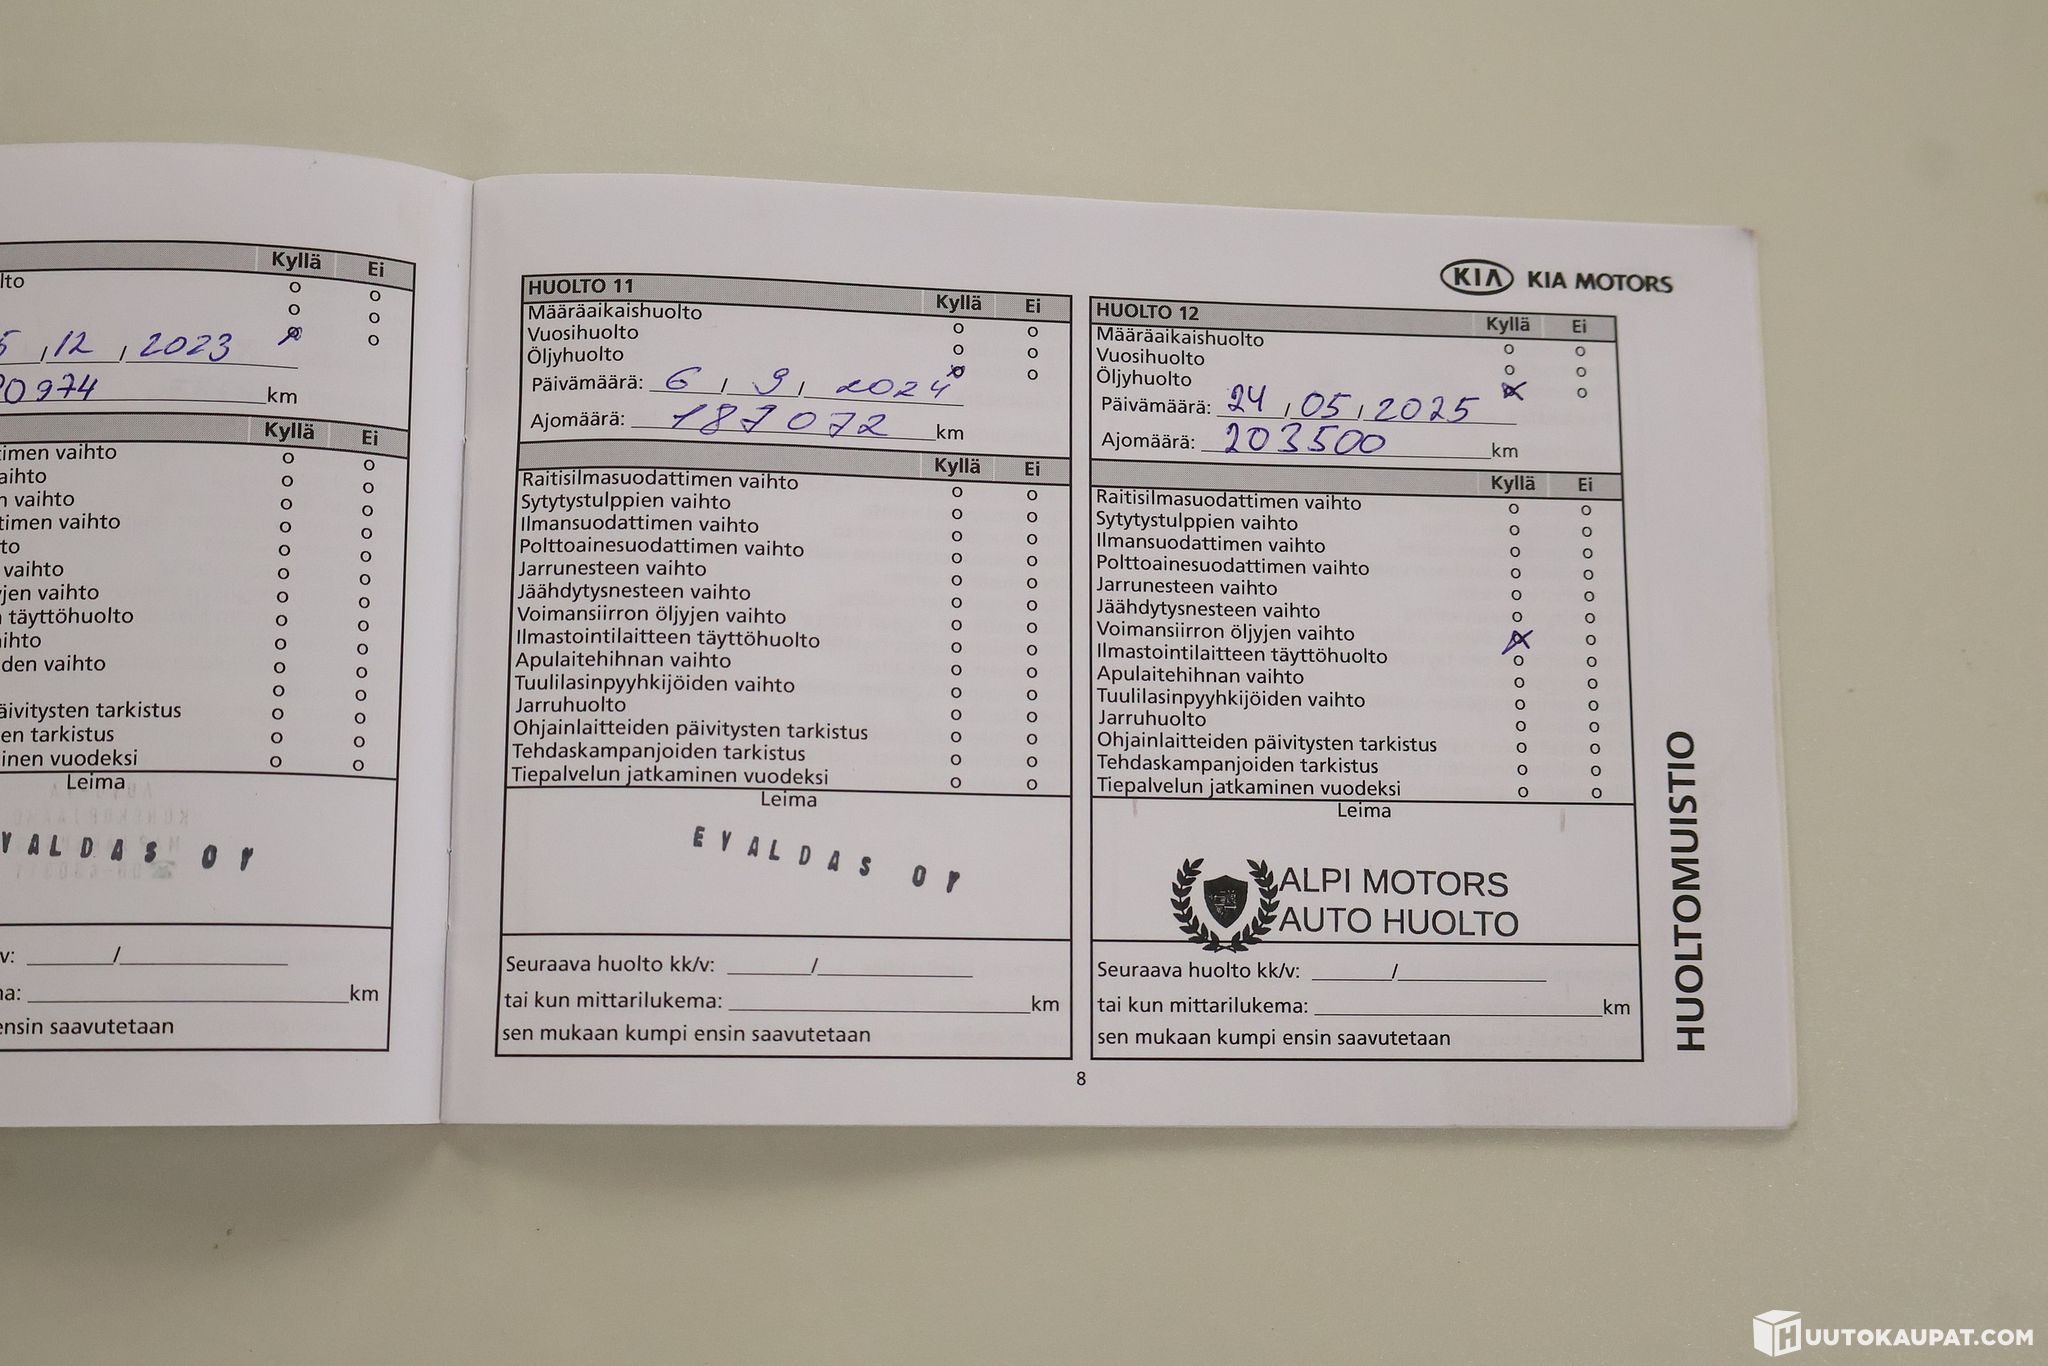 Kyllä Ei
lto o o
o o
o o
5 / 12 / 2023
0974 km
Kyllä Ei
timen vaihto o o
aihto o o
n vaihto o o
timen vaihto o o
to o o
vaihto o o
jen vaihto o o
täyttöhuolto o o
aihto o o
iden vaihto o o
o o
äivitysten tarkistus o o
en tarkistus o o
inen vuodeksi o o
Leima
VALDAS OY
v: /
na: km
ensin saavutetaan
KIA KIA MOTORS
HUOLTO 11 Kyllä Ei
Määräaikaishuolto o o
Vuosihuolto o o
Öljyhuolto o o
Päivämäärä: 6 / 9 / 2024
Ajomäärä: 187072 km
Kyllä Ei
Raitisilmasuodattimen vaihto o o
Sytytystulppien vaihto o o
Ilmansuodattimen vaihto o o
Polttoainesuodattimen vaihto o o
Jarrunesteen vaihto o o
Jäähdytysnesteen vaihto o o
Voimansiirron öljyjen vaihto o o
Ilmastointilaitteen täyttöhuolto o o
Apulaitehihnan vaihto o o
Tuulilasinpyyhkijöiden vaihto o o
Jarruhuolto o o
Ohjainlaitteiden päivitysten tarkistus o o
Tehdaskampanjoiden tarkistus o o
Tiepalvelun jatkaminen vuodeksi o o
Leima
EVALDAS OY
Seuraava huolto kk/v: /
tai kun mittarilukema: km
sen mukaan kumpi ensin saavutetaan
HUOLTO 12 Kyllä Ei
Määräaikaishuolto o o
Vuosihuolto o o
Öljyhuolto o o
Päivämäärä: 24 / 05 / 2025
Ajomäärä: 203500 km
Kyllä Ei
Raitisilmasuodattimen vaihto o o
Sytytystulppien vaihto o o
Ilmansuodattimen vaihto o o
Polttoainesuodattimen vaihto o o
Jarrunesteen vaihto o o
Jäähdytysnesteen vaihto o o
Voimansiirron öljyjen vaihto o o
Ilmastointilaitteen täyttöhuolto o o
Apulaitehihnan vaihto o o
Tuulilasinpyyhkijöiden vaihto o o
Jarruhuolto o o
Ohjainlaitteiden päivitysten tarkistus o o
Tehdaskampanjoiden tarkistus o o
Tiepalvelun jatkaminen vuodeksi o o
Leima
ALPI MOTORS
AUTO HUOLTO
Seuraava huolto kk/v: /
tai kun mittarilukema: km
sen mukaan kumpi ensin saavutetaan
HUOLTOMUISTIO
8
HUUTOKAUPAT.COM